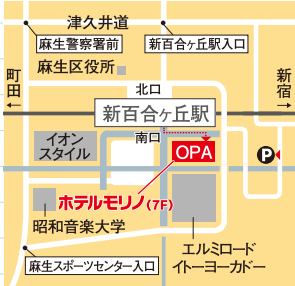 津久井道
麻生警察署前
新百合ヶ丘駅入口
麻生区役所
町田
北口
新宿
新百合ヶ丘駅
南口
イオン
スタイル
OPA
P
ホテルモリノ(7F)
昭和音楽大学
エルミロード
イトーヨーカドー
麻生スポーツセンター入口